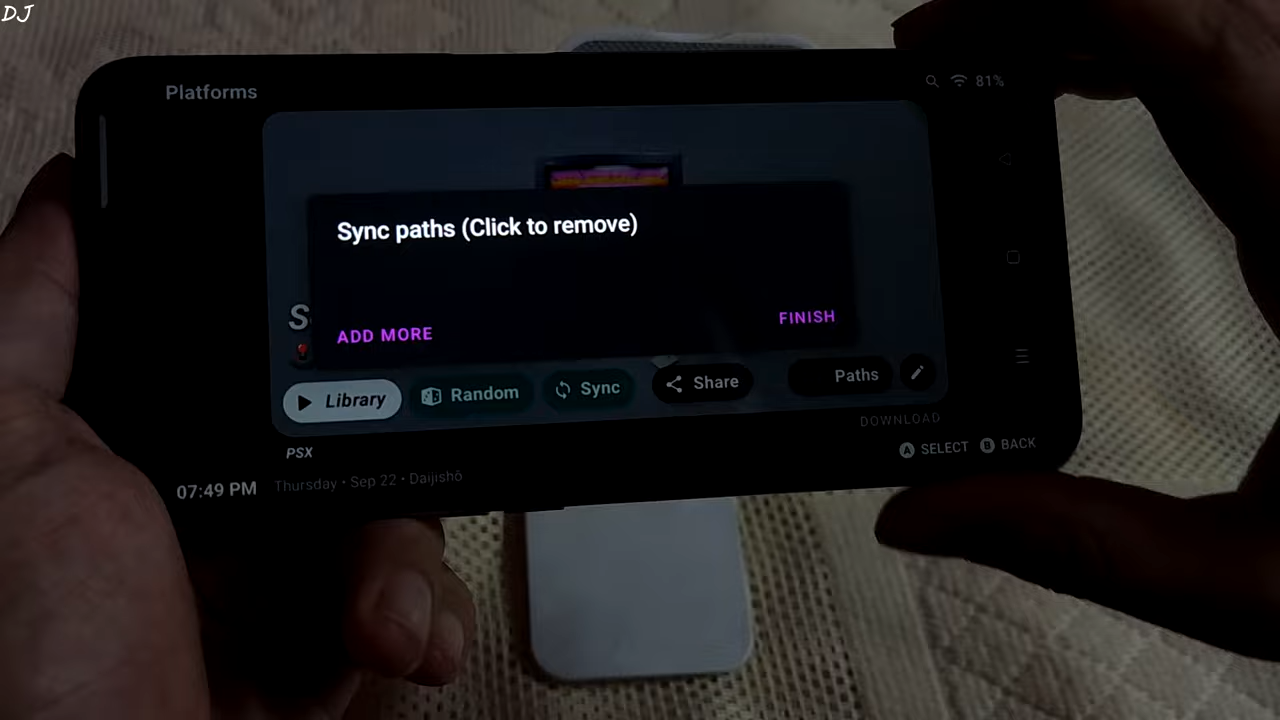 DJ
Platforms
81%
Sync paths (Click to remove)
S
ADD MORE
FINISH
Library
Random
Sync
Share
Paths
DOWNLOAD
PSX
A SELECT
B BACK
07:49 PM
Thursday • Sep 22 • Daijishō